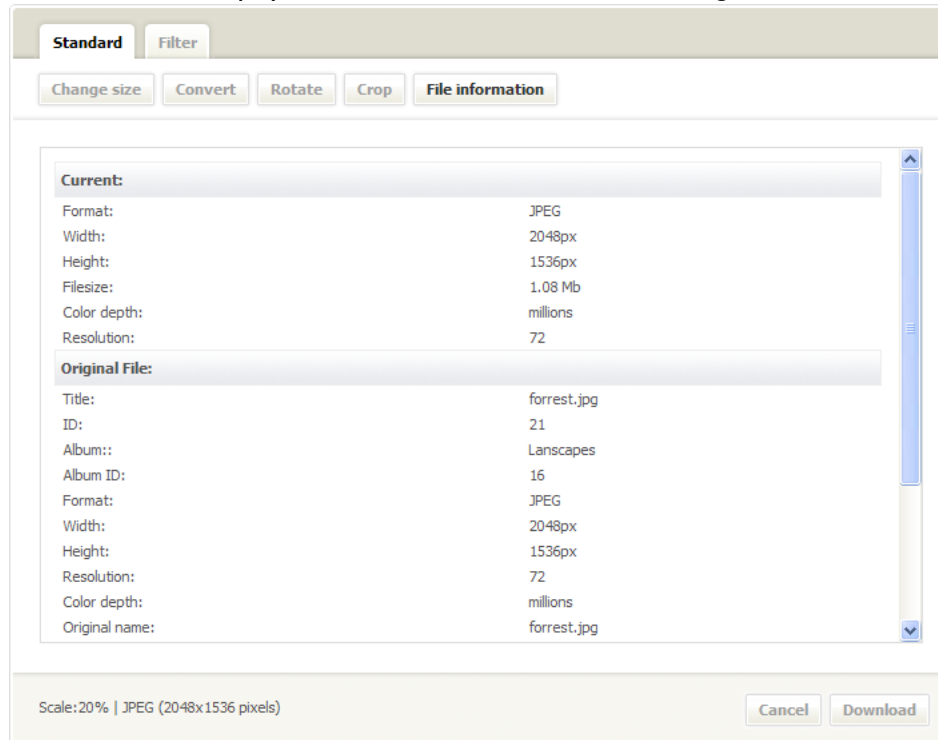 Standard Filter
Change size Convert Rotate Crop File information
Current:
Format: JPEG
Width: 2048px
Height: 1536px
Filesize: 1.08 Mb
Color depth: millions
Resolution: 72
Original File:
Title: forrest.jpg
ID: 21
Album:: Lanscapes
Album ID: 16
Format: JPEG
Width: 2048px
Height: 1536px
Resolution: 72
Color depth: millions
Original name: forrest.jpg
Scale:20% | JPEG (2048x1536 pixels)
Cancel Download